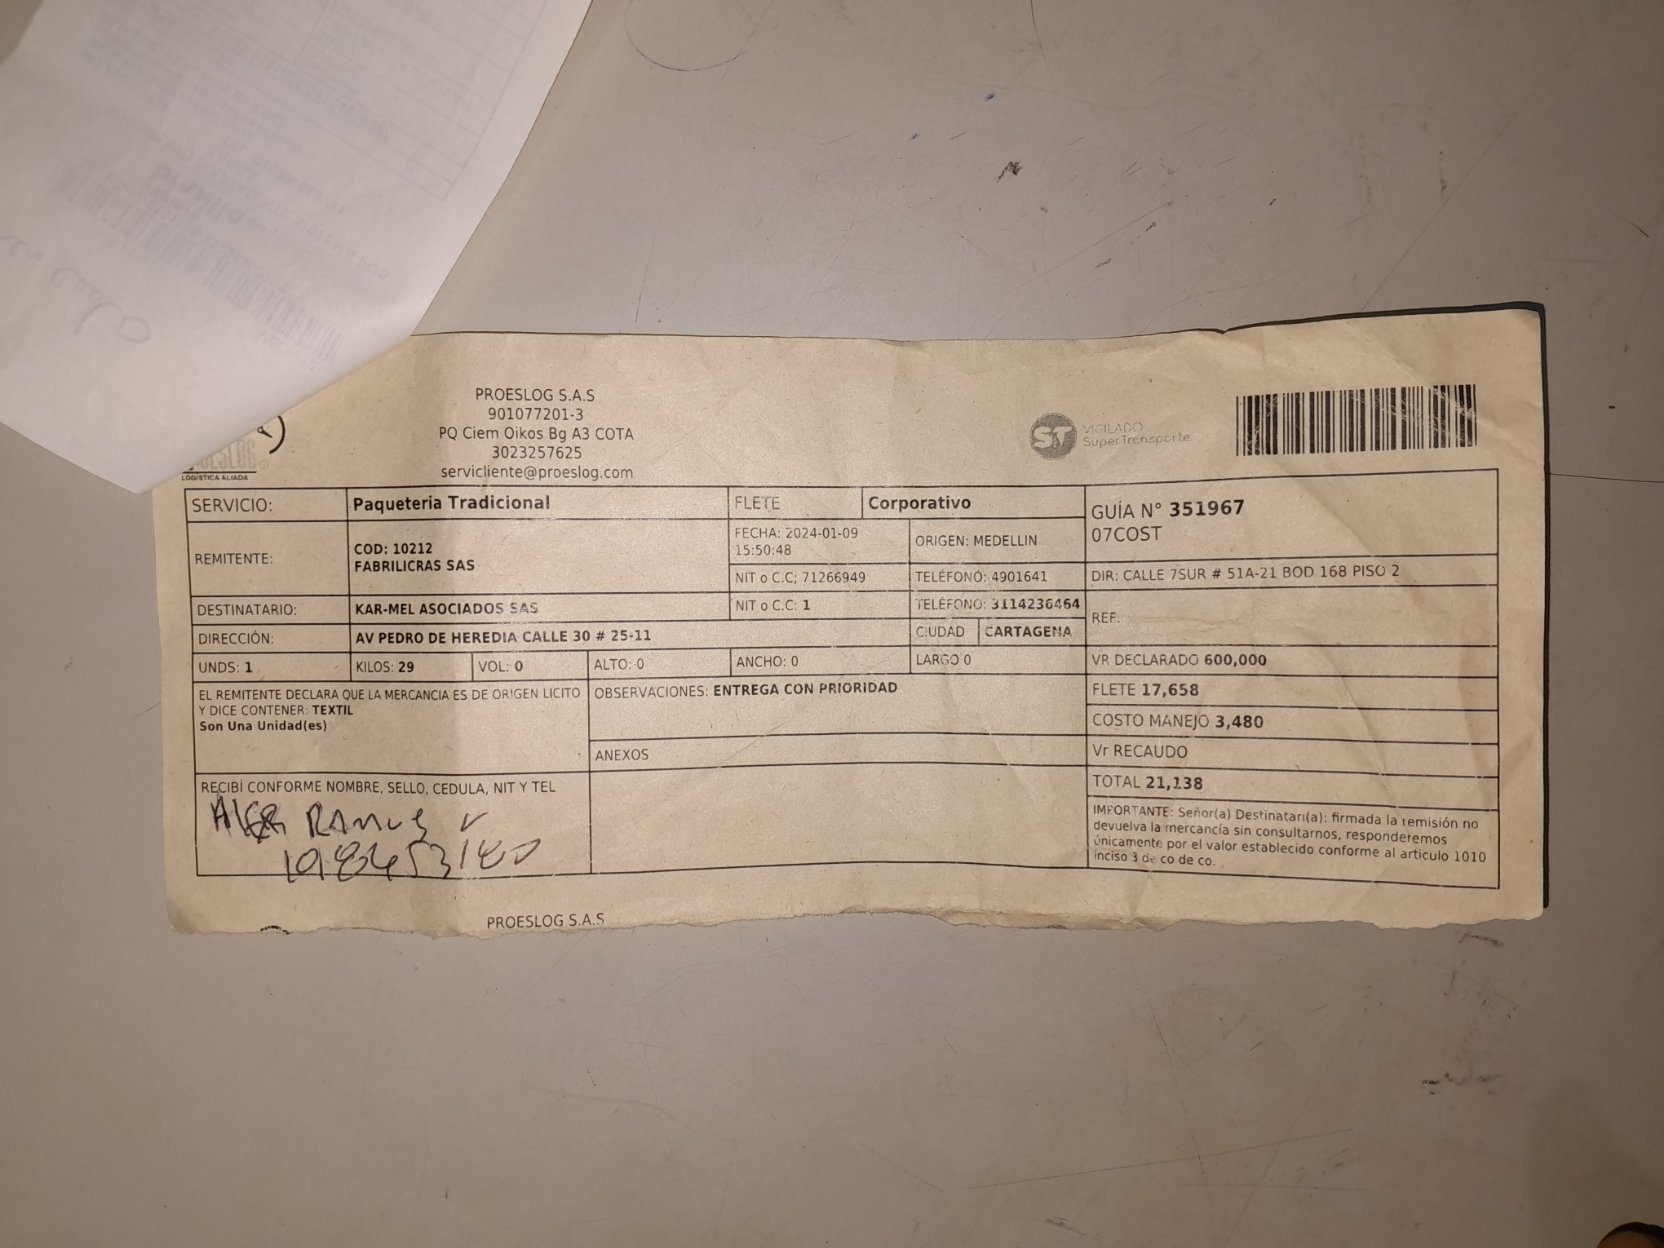 PROESLOG S.A.S
901077201-3
PQ Ciem Oikos Bg A3 COTA
3023257625
servicliente@proeslog.com
LOGISTICA ALIADA
ST VIGILADO
SuperTransporte
SERVICIO: Paqueteria Tradicional FLETE Corporativo
GUÍA N° 351967
07COST
REMITENTE: COD: 10212
FABRILICRAS SAS
FECHA: 2024-01-09
15:50:48
ORIGEN: MEDELLIN
NIT o C.C; 71266949 TELÉFONO: 4901641 DIR: CALLE 7SUR # 51A-21 BOD 168 PISO 2
DESTINATARIO: KAR-MEL ASOCIADOS SAS NIT o C.C: 1 TELÉFONO: 3114236464
REF:
DIRECCIÓN: AV PEDRO DE HEREDIA CALLE 30 # 25-11 CIUDAD CARTAGENA
UNDS: 1 KILOS: 29 VOL: 0 ALTO: 0 ANCHO: 0 LARGO 0 VR DECLARADO 600,000
EL REMITENTE DECLARA QUE LA MERCANCIA ES DE ORIGEN LICITO
Y DICE CONTENER: TEXTIL
Son Una Unidad(es)
OBSERVACIONES: ENTREGA CON PRIORIDAD
FLETE 17,658
COSTO MANEJO 3,480
ANEXOS
Vr RECAUDO
RECIBÍ CONFORME NOMBRE, SELLO, CEDULA, NIT Y TEL
TOTAL 21,138
RAMOS
IMPORTANTE: Señor(a) Destinatari(a): firmada la remisión no
devuelva la mercancía sin consultarnos, responderemos
únicamente por el valor establecido conforme al articulo 1010
inciso 3 de co de co.
PROESLOG S.A.S